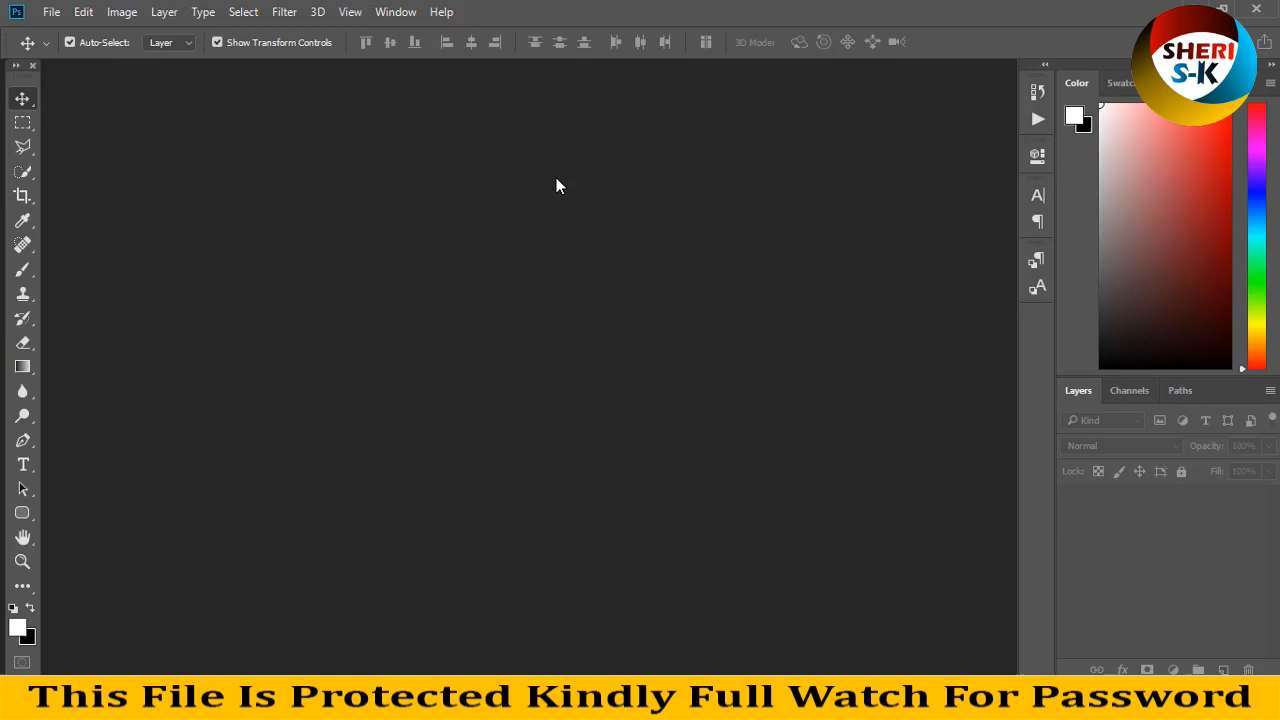 Ps File Edit Image Layer Type Select Filter 3D View Window Help
Auto-Select: Layer Show Transform Controls 3D Mode:
SHERI
S-K
Color
Layers Channels Paths
Kind
Normal Opacity: 100%
Lock: Fill: 100%
This File Is Protected Kindly Full Watch For Password